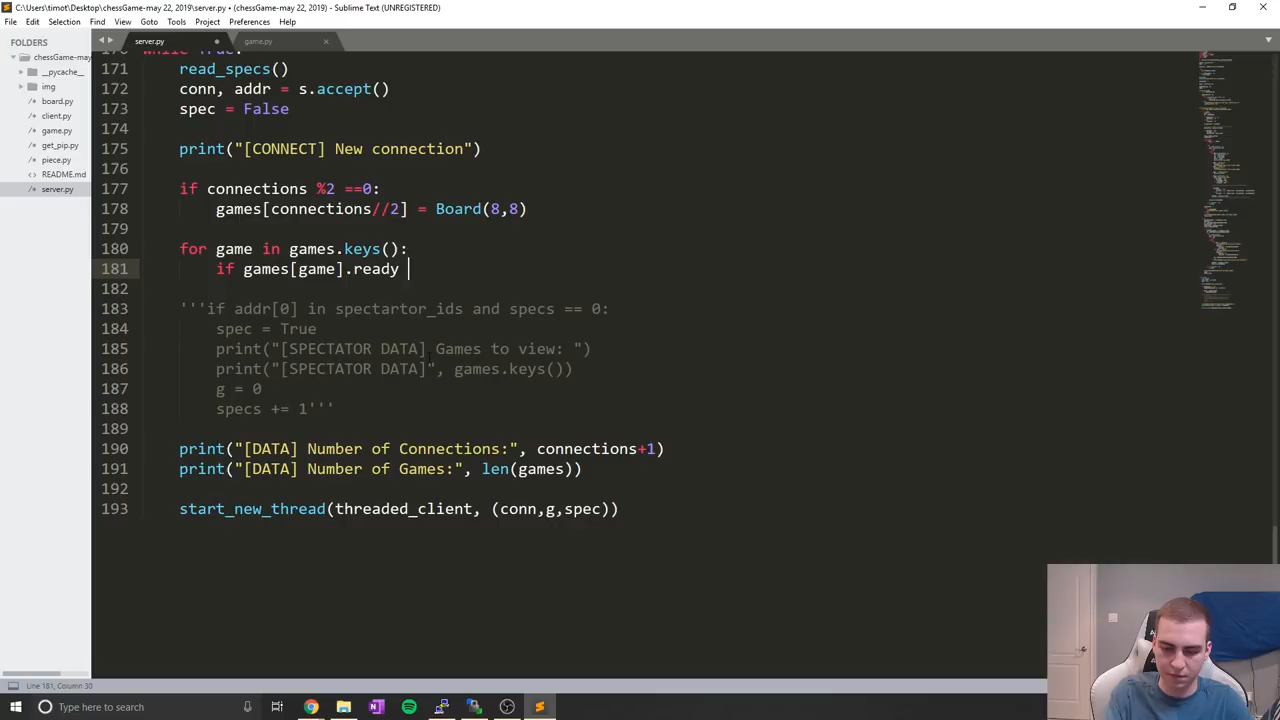 C:\Users\timot\Desktop\chessGame-may 22, 2019\server.py • (chessGame-may 22, 2019) - Sublime Text (UNREGISTERED)
File Edit Selection Find View Goto Tools Project Preferences Help
FOLDERS
chessGame-may
__pycache__
img
board.py
client.py
game.py
get_pip.py
piece.py
README.md
server.py
server.py
game.py
171 read_specs()
172 conn, addr = s.accept()
173 spec = False
174
175 print("[CONNECT] New connection")
176
177 if connections %2 ==0:
178 games[connections//2] = Board(8,8)
179
180 for game in games.keys():
181 if games[game].ready
182
183 '''if addr[0] in spectartor_ids and specs == 0:
184 spec = True
185 print("[SPECTATOR DATA] Games to view: ")
186 print("[SPECTATOR DATA]", games.keys())
187 g = 0
188 specs += 1'''
189
190 print("[DATA] Number of Connections:", connections+1)
191 print("[DATA] Number of Games:", len(games))
192
193 start_new_thread(threaded_client, (conn,g,spec))
Line 181, Column 30
Type here to search